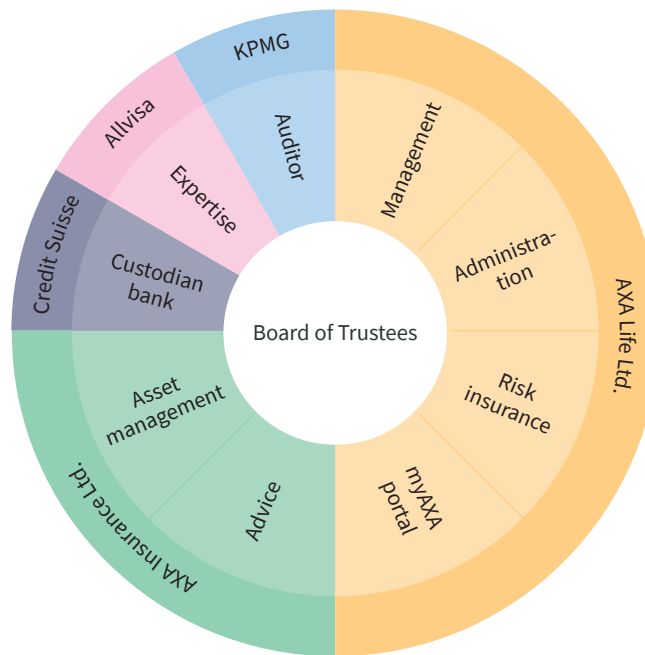 KPMG
Allvisa
Credit Suisse
AXA Insurance Ltd.
AXA Life Ltd.
Auditor
Expertise
Custodian
bank
Asset
management
Advice
Management
Administra-
tion
Risk
insurance
myAXA
portal
Board of Trustees